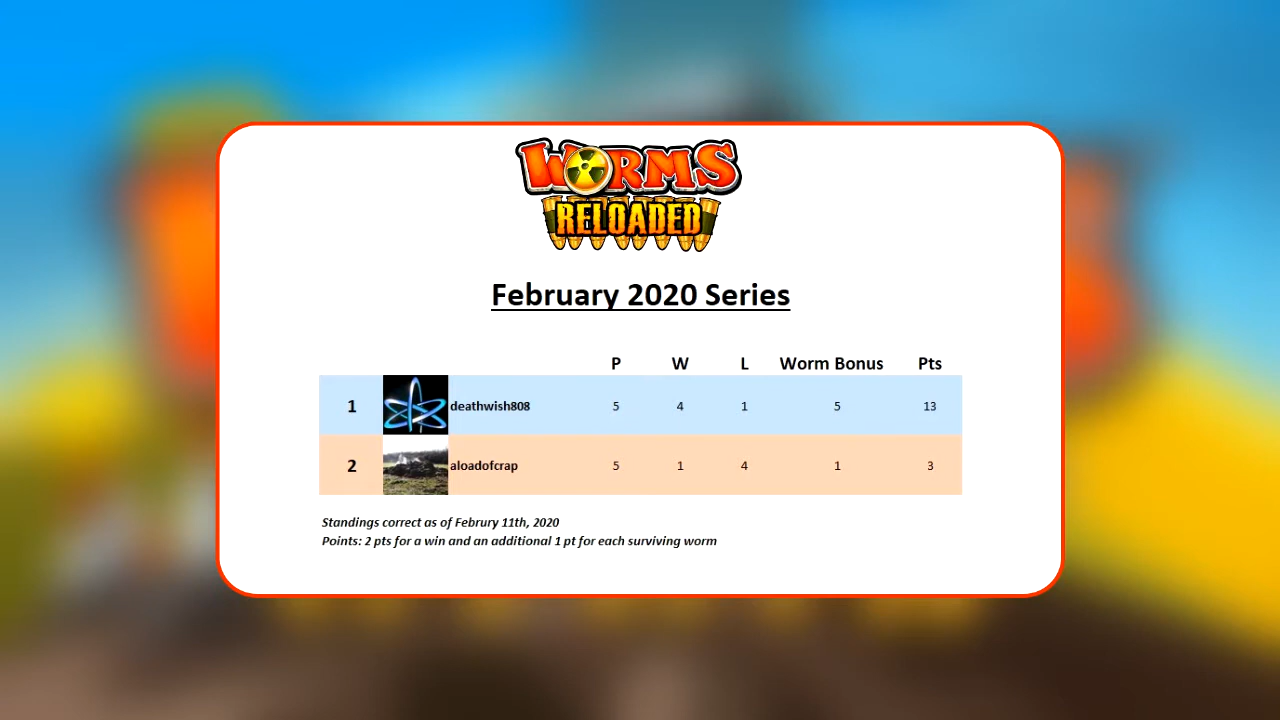 WORMS
RELOADED
February 2020 Series
P W L Worm Bonus Pts
1 deathwish808 5 4 1 5 13
2 aloadofcrap 5 1 4 1 3
Standings correct as of Februry 11th, 2020
Points: 2 pts for a win and an additional 1 pt for each surviving worm